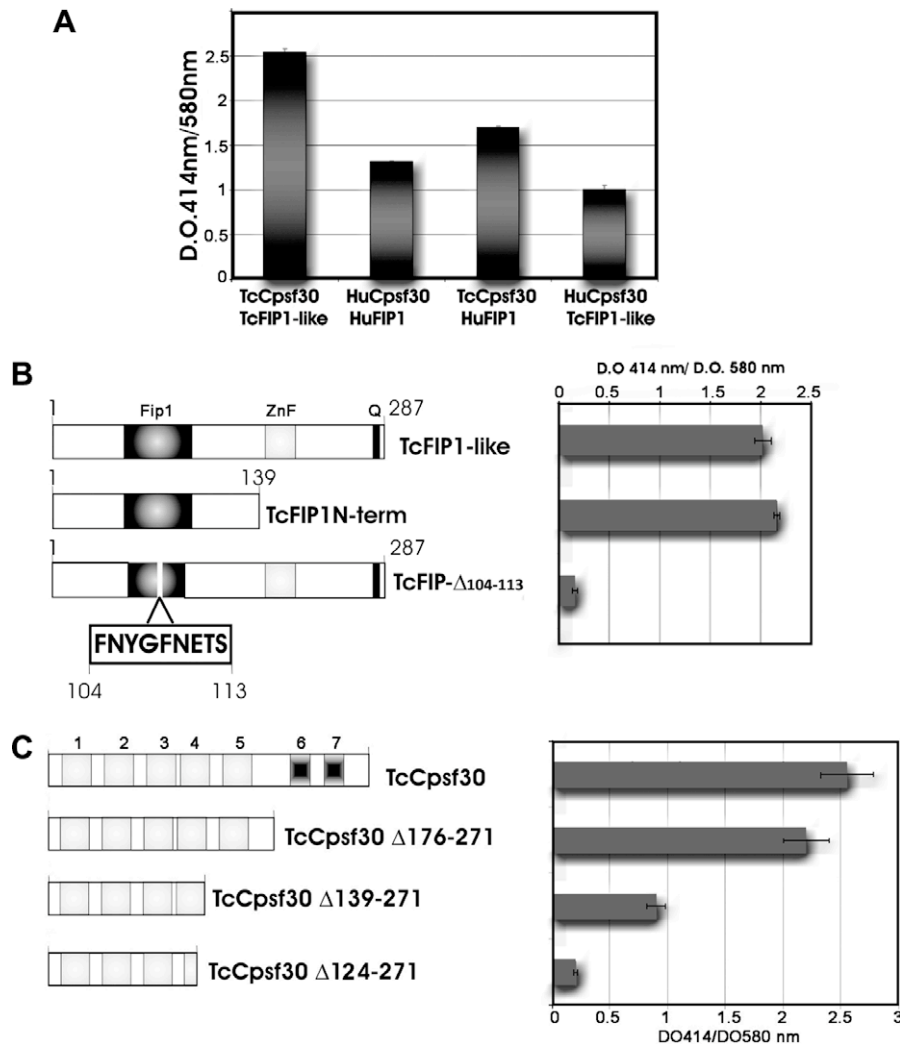 A
D.O.414nm/580nm
2.5
2
1.5
1
0.5
0
TcCpsf30 HuCpsf30 TcCpsf30 HuCpsf30
TcFIP1-like HuFIP1 HuFIP1 TcFIP1-like
B
1 Fip1 ZnF Q 287
TcFIP1-like
1 139
TcFIP1N-term
1 287
TcFIP-Δ104-113
FNYGFNETS
104 113
D.O 414 nm/ D.O. 580 nm
0 0.5 1 1.5 2 2.5
C
1 2 3 4 5 6 7
TcCpsf30
TcCpsf30 Δ176-271
TcCpsf30 Δ139-271
TcCpsf30 Δ124-271
0 0.5 1 1.5 2 2.5 3
DO414/DO580 nm